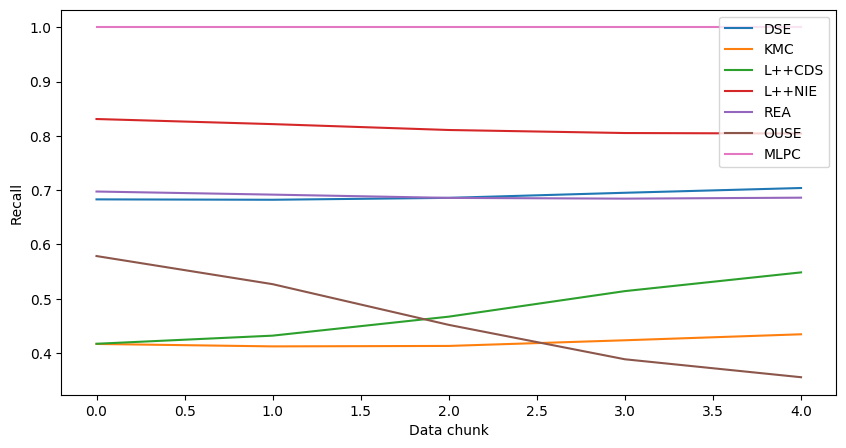 1.0
0.9
0.8
0.7
0.6
0.5
0.4
Recall
0.0 0.5 1.0 1.5 2.0 2.5 3.0 3.5 4.0
Data chunk
DSE
KMC
L++CDS
L++NIE
REA
OUSE
MLPC